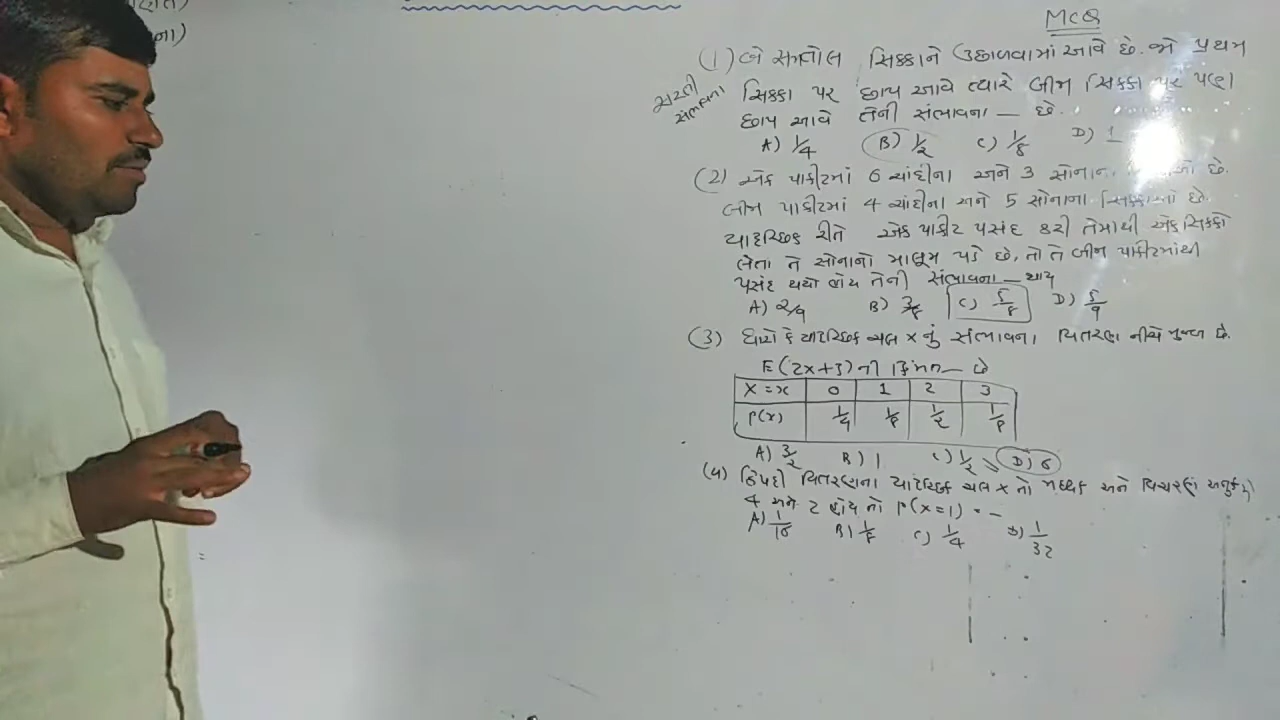 MCQ
(1) બે સમતોલ સિક્કાને ઉછાળવામાં આવે છે. જો પ્રથમ
શરતી
સંભાવના
સિક્કા પર છાપ આવે ત્યારે બીજા સિક્કા પર પણ
છાપ આવે તેની સંભાવના — છે.
A) 1/4 B) 1/2 C) 1/8 D) 1
(2) એક પાકીટમાં 6 ચાંદીના અને 3 સોનાના છે.
બીજા પાકીટમાં 4 ચાંદીના અને 5 સોનાના સિક્કાઓ છે.
યાદચ્છિક રીતે એક પાકીટ પસંદ કરી તેમાથી એક સિક્કો
લેતા તે સોનાનો માલુમ પડે છે, તો તે બીજા પાકીટમાંથી
પસંદ થયો હોય તેની સંભાવના — થાય
A) 2/9 B) 3/8 C) 5/8 D) 5/9
(3) ધારો કે યાદચ્છિક ચલ X નું સંભાવના વિતરણ નીચે મુજબ છે.
E(2x+3) ની કિંમત — છે
X=x 0 1 2 3
P(x) 1/4 1/8 1/2 1/8
A) 3/2 B) 1 C) 1/2 D) 6
(4) દ્વિપદી વિતરણના યાદચ્છિક ચલ X નો મધ્યક અને વિચરણ અનુક્રમે
4 અને 2 હોય તો P(X=1) = —
A) 1/16 B) 1/8 C) 1/4 D) 1/32
=